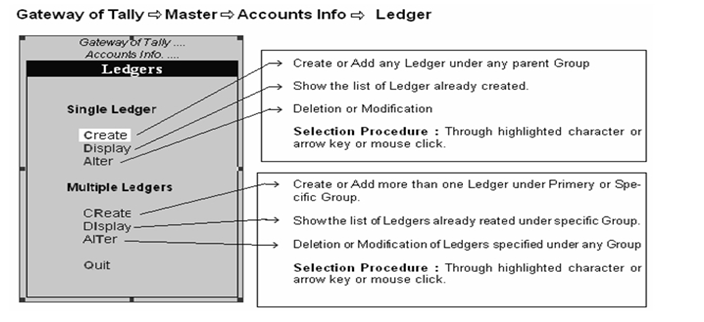 Gateway of Tally ⇨ Master ⇨ Accounts Info ⇨ Ledger
Gateway of Tally ....
Accounts Info. ....
Ledgers
Single Ledger
Create
Display
Alter
Multiple Ledgers
CReate
DIsplay
AlTer
Quit
Create or Add any Ledger under any parent Group
Show the list of Ledger already created.
Deletion or Modification
Selection Procedure : Through highlighted character or
arrow key or mouse click.
Create or Add more than one Ledger under Primery or Spe-
cific Group.
Show the list of Ledgers already reated under specific Group.
Deletion or Modification of Ledgers specified under any Group
Selection Procedure : Through highlighted character or
arrow key or mouse click.